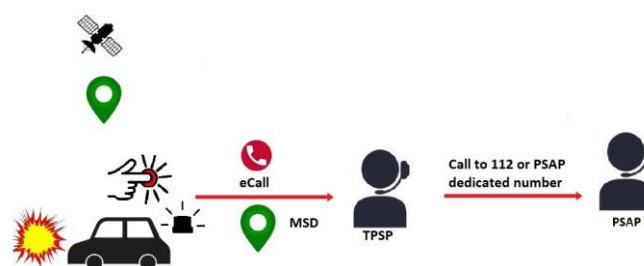 eCall
MSD
TPSP
Call to 112 or PSAP
dedicated number
PSAP